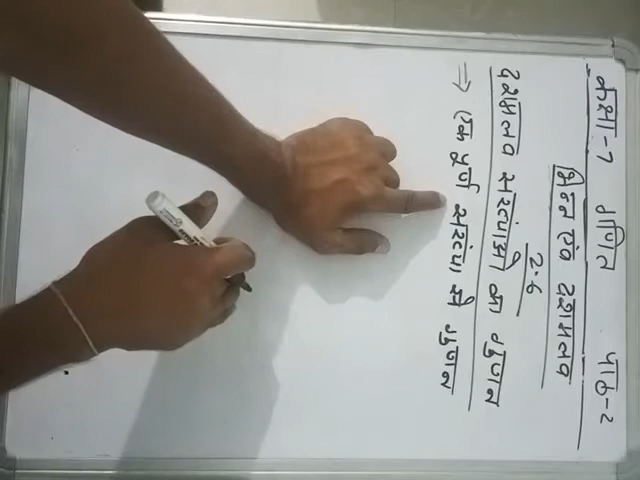 कक्षा-7 गणित पाठ-2
भिन्न एवं दशमलव
2.6
दशमलव संख्याओं का गुणन
⇒ एक पूर्ण संख्या से गुणन